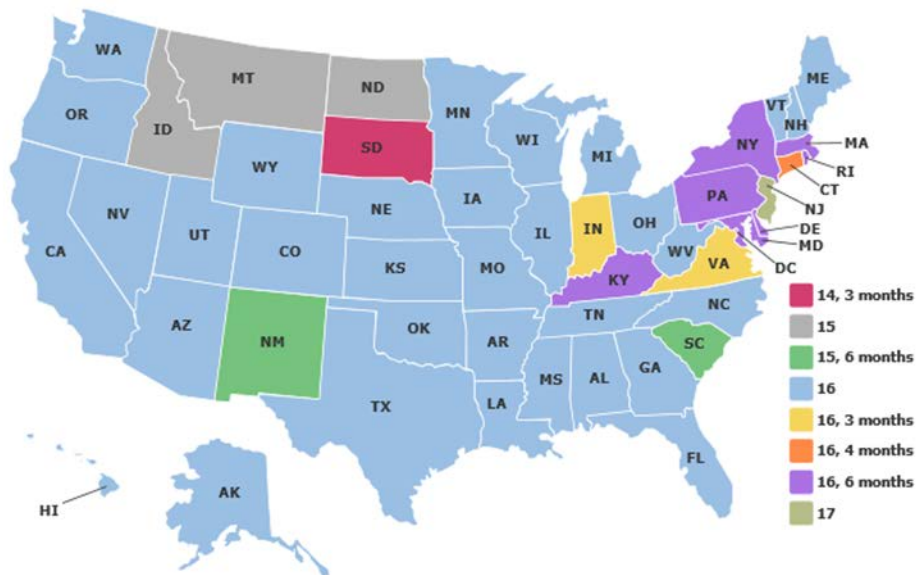 WA
MT
ND
ME
MN
VT
OR
NH
ID
WI
SD
NY
MA
MI
WY
RI
CT
IA
PA
NJ
NE
NV
OH
DE
IN
MD
IL
UT
CO
WV
CA
DC
VA
KS
MO
KY
14, 3 months
NC
TN
15
OK
AZ
AR
NM
SC
15, 6 months
MS
AL
GA
16
TX
LA
16, 3 months
16, 4 months
FL
16, 6 months
AK
HI
17